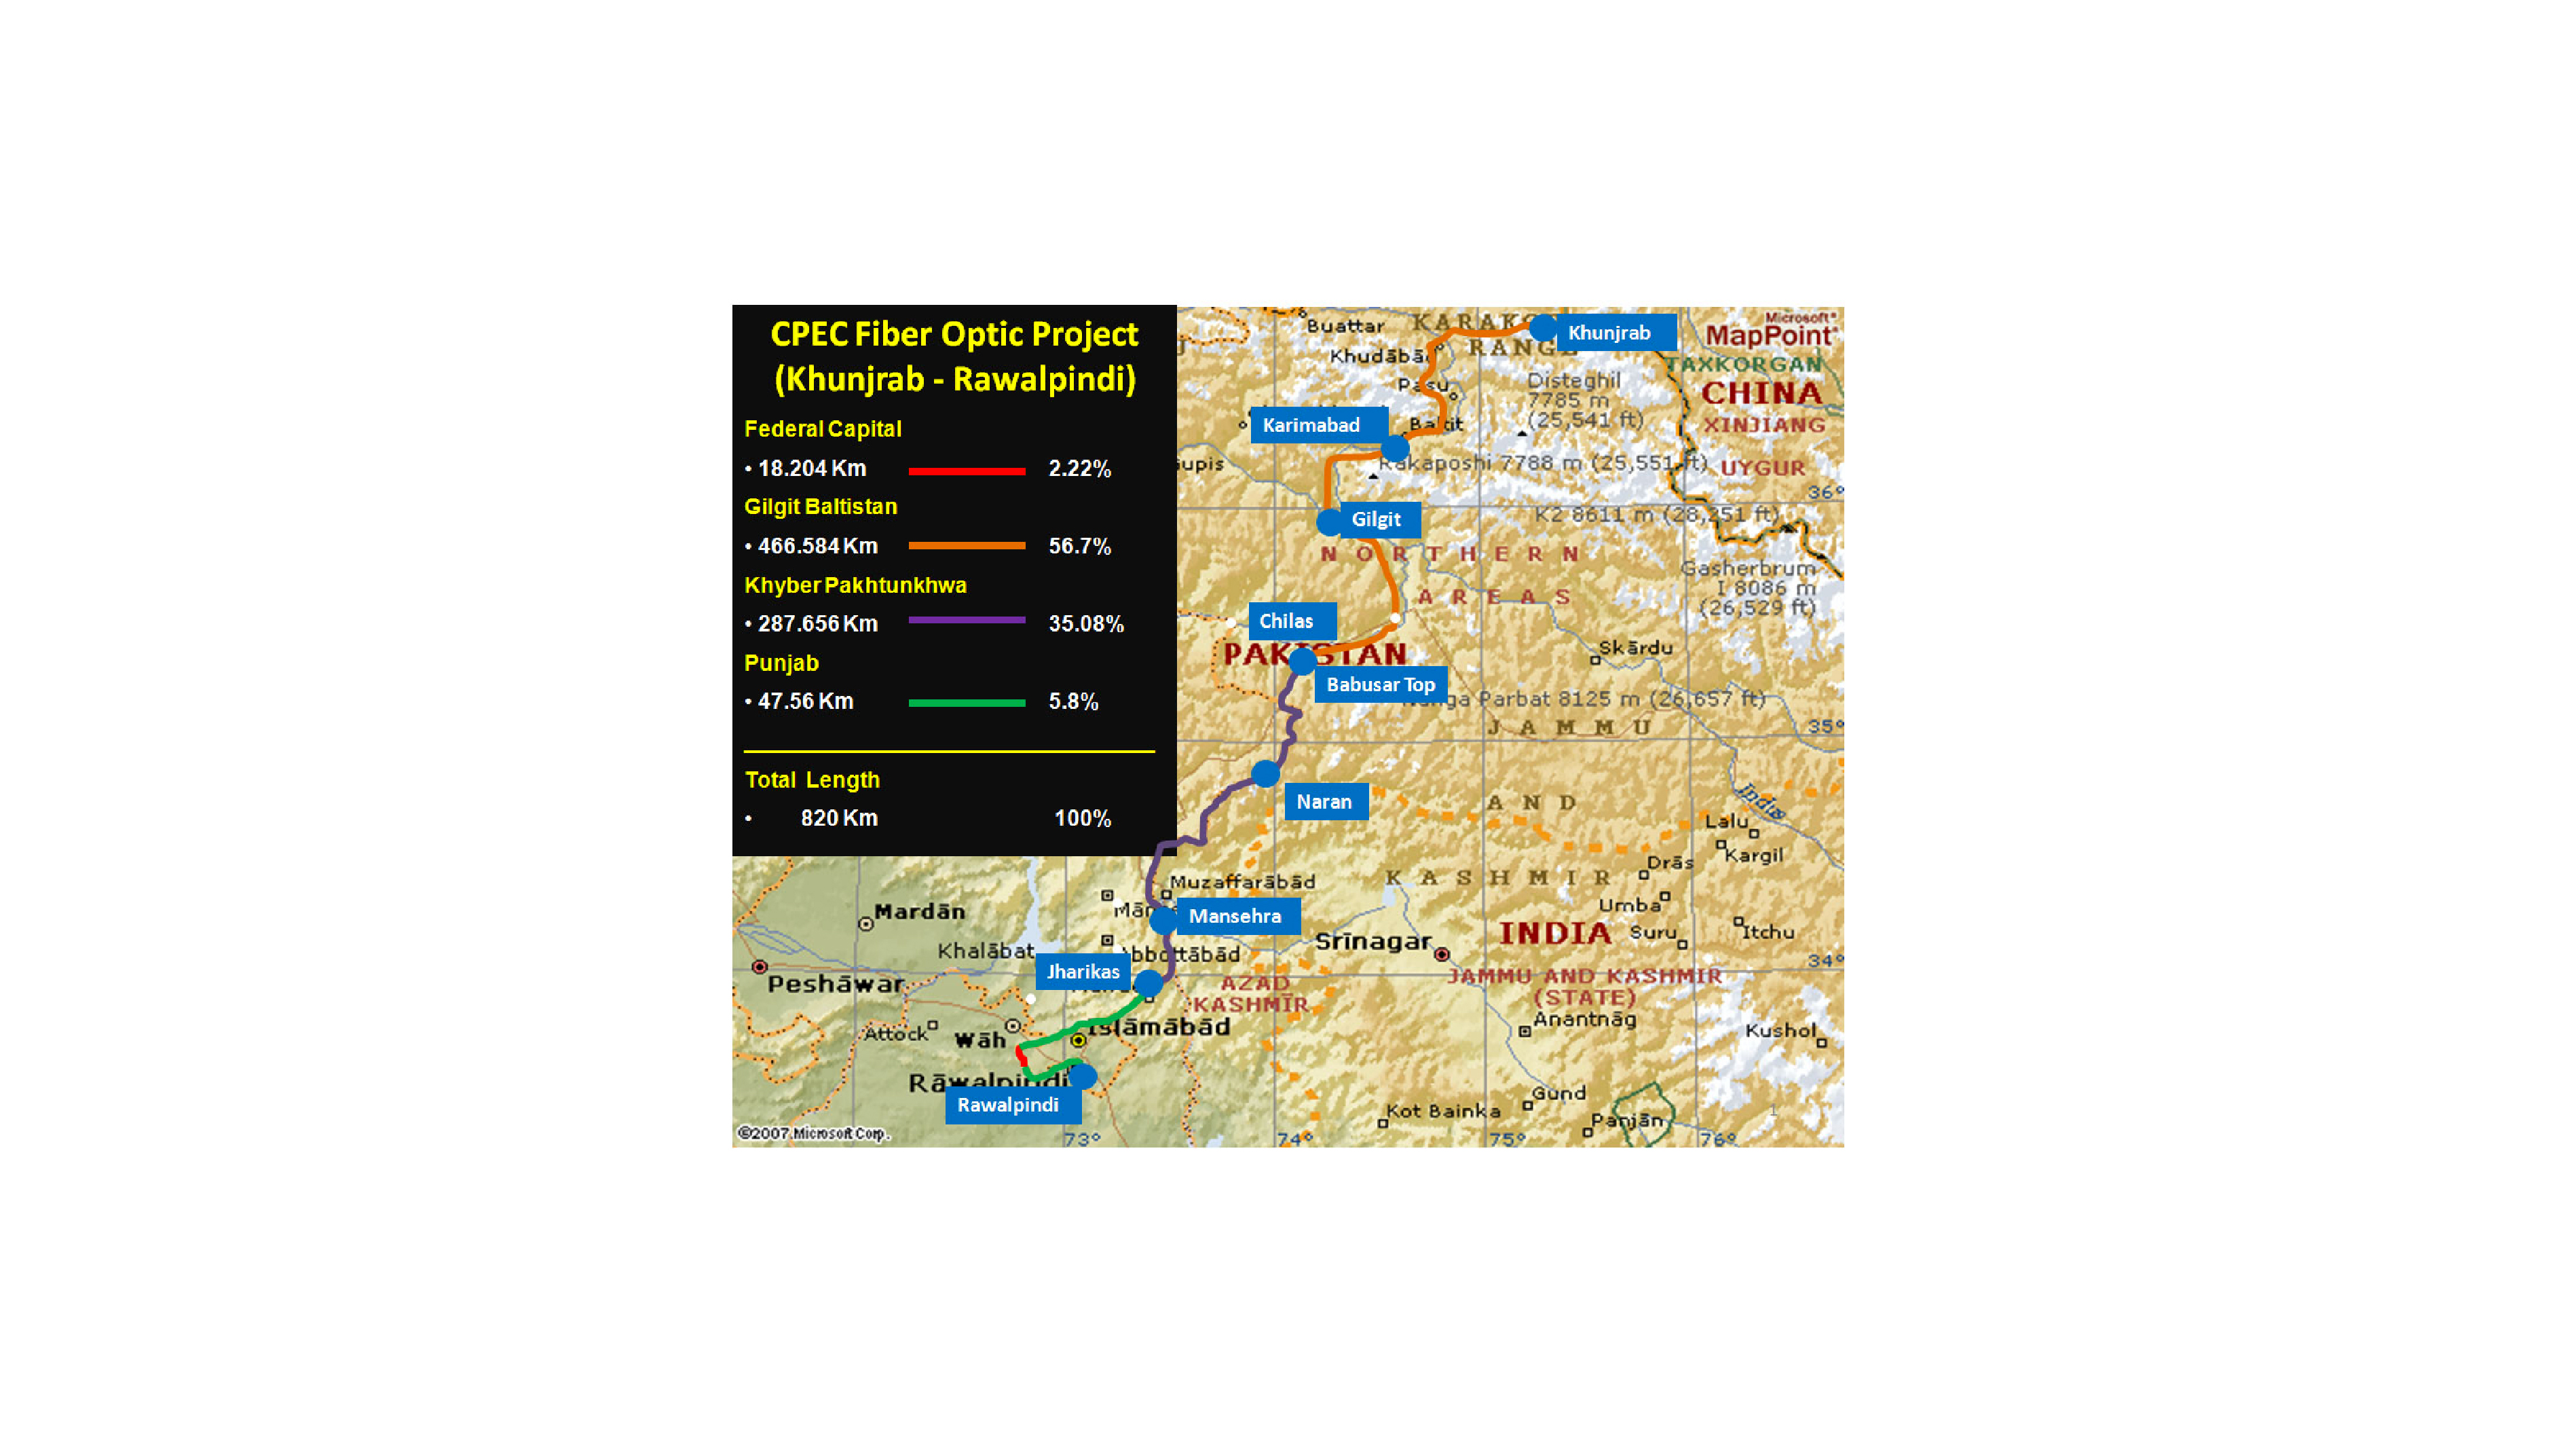 CPEC Fiber Optic Project
(Khunjrab - Rawalpindi)
Federal Capital
• 18.204 Km 2.22%
Gilgit Baltistan
• 466.584 Km 56.7%
Khyber Pakhtunkhwa
• 287.656 Km 35.08%
Punjab
• 47.56 Km 5.8%
Total Length
• 820 Km 100%
Buattar
Khunjrab
Microsoft®
MapPoint®
Khudābād
RANGE
TAXKORGAN
CHINA
XINJIANG
UYGUR
Pasu
Disteghil
7785 m
(25,541 ft)
Karimabad
Baltit
Rakaposhi 7788 m (25,551 ft)
Gilgit
36°
K2 8611 m (28,251 ft)
NORTHERN
AREAS
Gasherbrum
I 8086 m
(26,529 ft)
Chilas
PAKISTAN
Skārdu
Babusar Top
Parbat 8125 m (26,657 ft)
35°
JAMMU
Naran
AND
Indus
Lalu
Kargil
Drās
KASHMIR
Muzaffarābād
Mardān
Mansehra
Umba
Khalābat
Srīnagar
INDIA
Suru
Itchu
34°
Jharikas
Peshāwar
AZAD
KASHMĪR
JAMMU AND KASHMIR
(STATE)
Anantnāg
Kushol
Attock
Wāh
Islāmābād
Rāwalpindi
Rawalpindi
Kot Bainka
Gund
Panjān
1
©2007 Microsoft Corp.
73°
74°
75°
76°